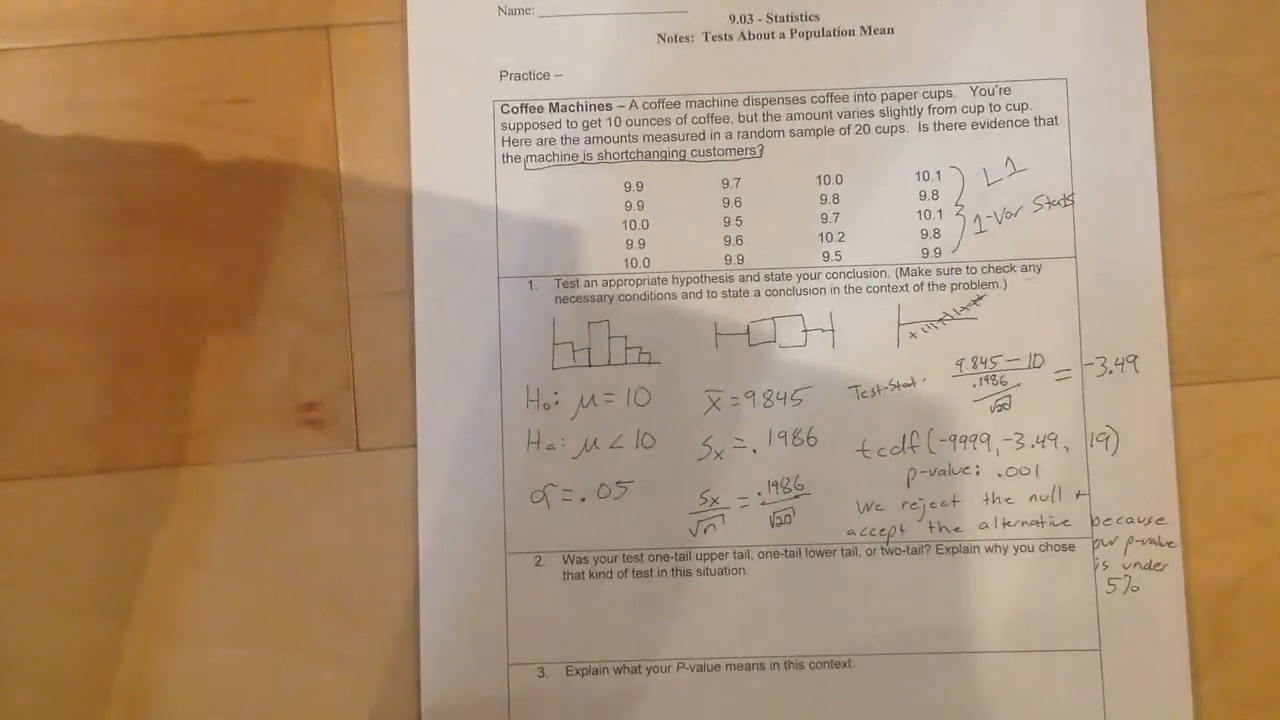 Name:
9.03 - Statistics
Notes: Tests About a Population Mean
Practice –
Coffee Machines – A coffee machine dispenses coffee into paper cups. You're
supposed to get 10 ounces of coffee, but the amount varies slightly from cup to cup.
Here are the amounts measured in a random sample of 20 cups. Is there evidence that
the machine is shortchanging customers?
9.9 9.7 10.0 10.1
9.9 9.6 9.8 9.8
10.0 9.5 9.7 10.1
9.9 9.6 10.2 9.8
10.0 9.9 9.5 9.9
L1
1-Var Stats
1. Test an appropriate hypothesis and state your conclusion. (Make sure to check any
necessary conditions and to state a conclusion in the context of the problem.)
H₀: μ = 10
Hₐ: μ < 10
σ = .05
x̄ = 9.845
Sx = .1986
Sx/√n = .1986/√20
Test-Stat: (9.845 – 10)/(.1986/√20) = -3.49
tcdf(-9999, -3.49, 19)
p-value: .001
We reject the null +
accept the alternative because
our p-value
is under
5%
2. Was your test one-tail upper tail, one-tail lower tail, or two-tail? Explain why you chose
that kind of test in this situation.
3. Explain what your P-value means in this context.